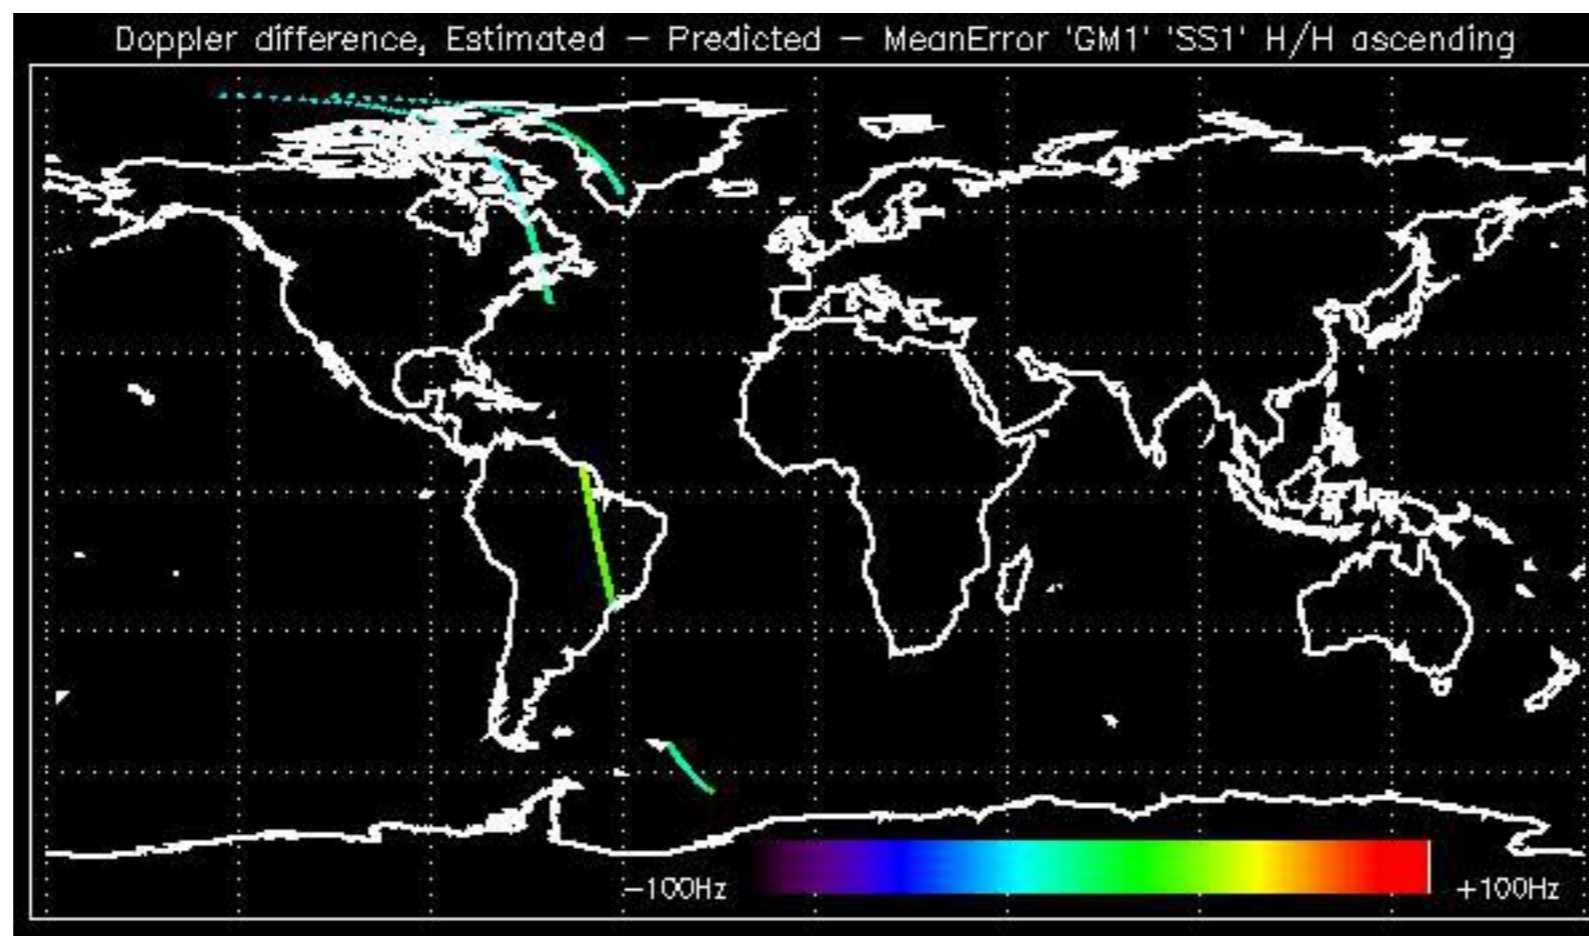 Doppler difference, Estimated – Predicted – MeanError 'GM1' 'SS1' H/H ascending
–100Hz
+100Hz